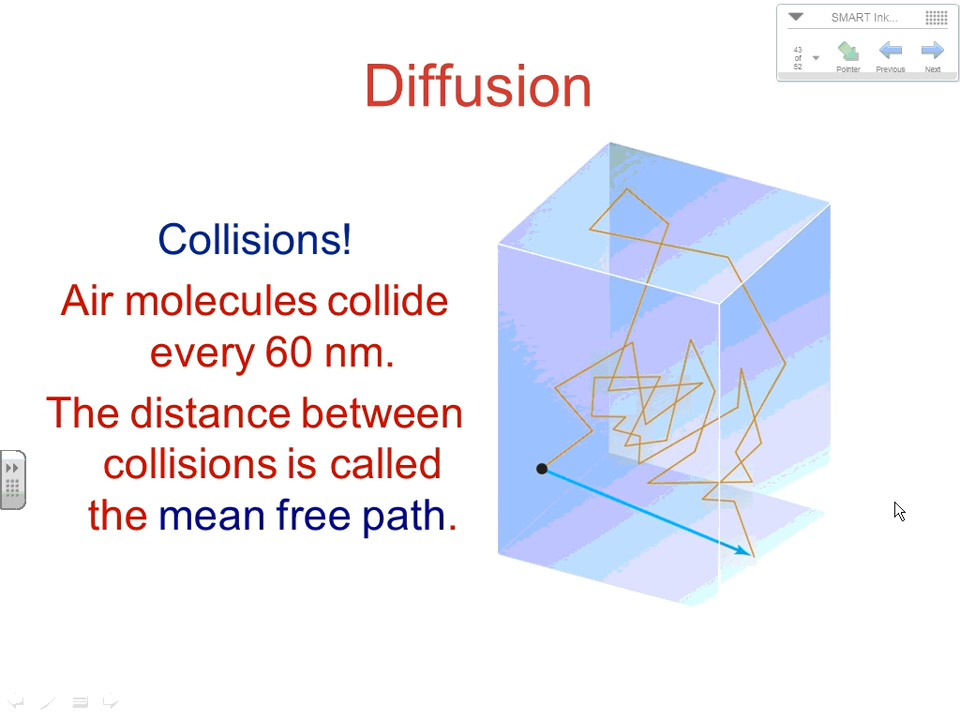 SMART Ink...
43
of
52
Pointer Previous Next
Diffusion
Collisions!
Air molecules collide
every 60 nm.
The distance between
collisions is called
the mean free path.